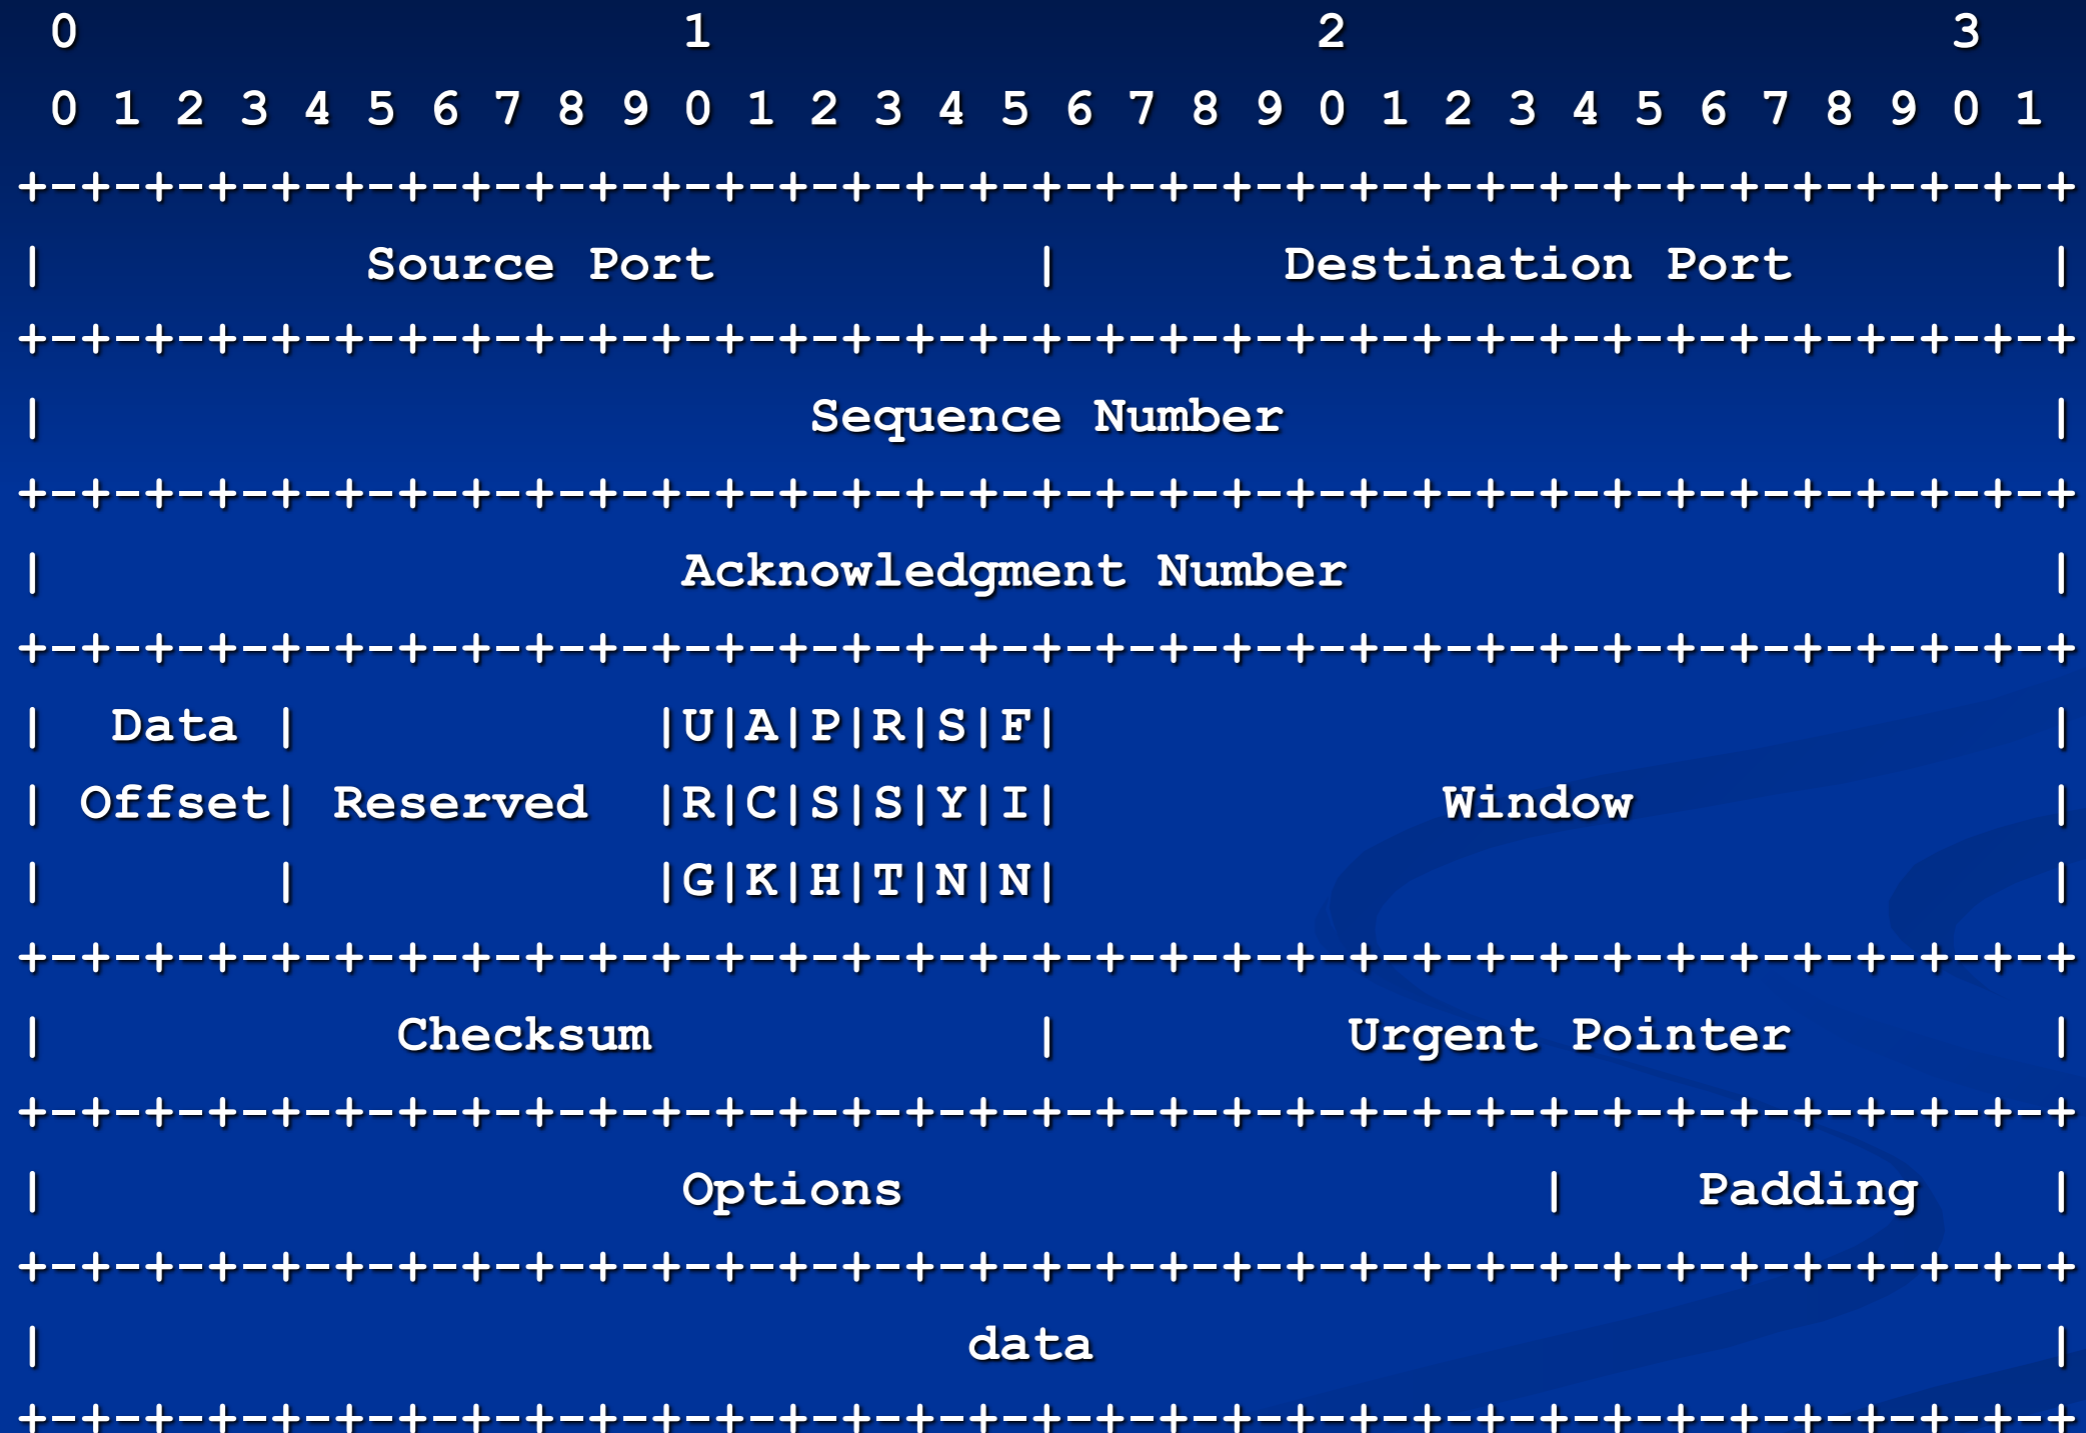 0                   1                   2                   3
 0 1 2 3 4 5 6 7 8 9 0 1 2 3 4 5 6 7 8 9 0 1 2 3 4 5 6 7 8 9 0 1
+-+-+-+-+-+-+-+-+-+-+-+-+-+-+-+-+-+-+-+-+-+-+-+-+-+-+-+-+-+-+-+-+
|          Source Port          |       Destination Port        |
+-+-+-+-+-+-+-+-+-+-+-+-+-+-+-+-+-+-+-+-+-+-+-+-+-+-+-+-+-+-+-+-+
|                        Sequence Number                        |
+-+-+-+-+-+-+-+-+-+-+-+-+-+-+-+-+-+-+-+-+-+-+-+-+-+-+-+-+-+-+-+-+
|                    Acknowledgment Number                      |
+-+-+-+-+-+-+-+-+-+-+-+-+-+-+-+-+-+-+-+-+-+-+-+-+-+-+-+-+-+-+-+-+
|  Data |           |U|A|P|R|S|F|                               |
| Offset| Reserved  |R|C|S|S|Y|I|            Window             |
|       |           |G|K|H|T|N|N|                               |
+-+-+-+-+-+-+-+-+-+-+-+-+-+-+-+-+-+-+-+-+-+-+-+-+-+-+-+-+-+-+-+-+
|           Checksum            |         Urgent Pointer        |
+-+-+-+-+-+-+-+-+-+-+-+-+-+-+-+-+-+-+-+-+-+-+-+-+-+-+-+-+-+-+-+-+
|                    Options                    |    Padding    |
+-+-+-+-+-+-+-+-+-+-+-+-+-+-+-+-+-+-+-+-+-+-+-+-+-+-+-+-+-+-+-+-+
|                             data                              |
+-+-+-+-+-+-+-+-+-+-+-+-+-+-+-+-+-+-+-+-+-+-+-+-+-+-+-+-+-+-+-+-+